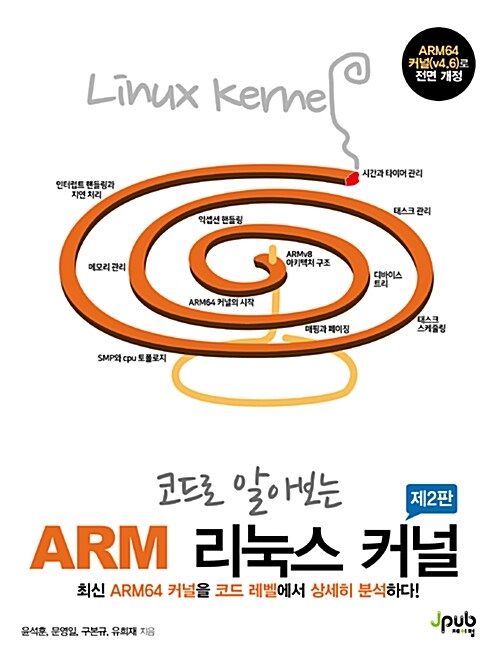 ARM64
커널(v4.6)로
전면 개정
Linux Kernel
시간과 타이머 관리
인터럽트 핸들링과
지연 처리
태스크 관리
익셉션 핸들링
ARMv8
아키텍처 구조
메모리 관리
디바이스
트리
ARM64 커널의 시작
태스크
스케줄링
매핑과 페이징
SMP와 cpu 토폴로지
코드로 알아보는
제2판
ARM 리눅스 커널
최신 ARM64 커널을 코드 레벨에서 상세히 분석하다!
윤석훈, 문영일, 구본규, 유희재 지음
Jpub
제이펍